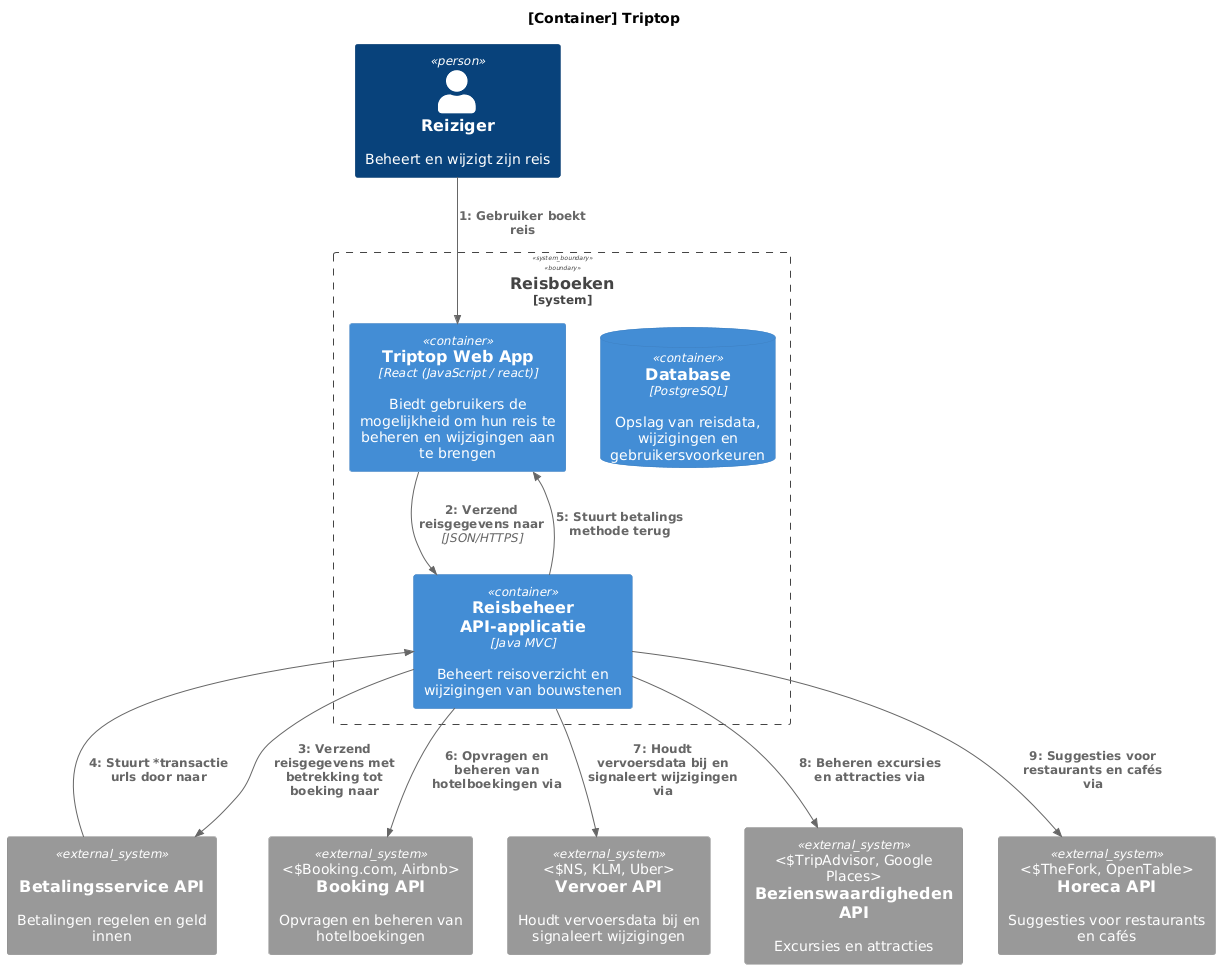 [Container] Triptop
«person»
Reiziger
Beheert en wijzigt zijn reis
1: Gebruiker boekt
reis
«system_boundary»
«boundary»
Reisboeken
[system]
«container»
Triptop Web App
[React (JavaScript / react)]
Biedt gebruikers de
mogelijkheid om hun reis te
beheren en wijzigingen aan
te brengen
«container»
Database
[PostgreSQL]
Opslag van reisdata,
wijzigingen en
gebruikersvoorkeuren
2: Verzend
reisgegevens naar
[JSON/HTTPS]
5: Stuurt betalings
methode terug
«container»
Reisbeheer
API-applicatie
[Java MVC]
Beheert reisoverzicht en
wijzigingen van bouwstenen
4: Stuurt *transactie
urls door naar
3: Verzend
reisgegevens met
betrekking tot
boeking naar
6: Opvragen en
beheren van
hotelboekingen via
7: Houdt
vervoersdata bij en
signaleert wijzigingen
via
8: Beheren excursies
en attracties via
9: Suggesties voor
restaurants en cafés
via
«external_system»
Betalingsservice API
Betalingen regelen en geld
innen
«external_system»
<$Booking.com, Airbnb>
Booking API
Opvragen en beheren van
hotelboekingen
«external_system»
<$NS, KLM, Uber>
Vervoer API
Houdt vervoersdata bij en
signaleert wijzigingen
«external_system»
<$TripAdvisor, Google
Places>
Bezienswaardigheden
API
Excursies en attracties
«external_system»
<$TheFork, OpenTable>
Horeca API
Suggesties voor restaurants
en cafés